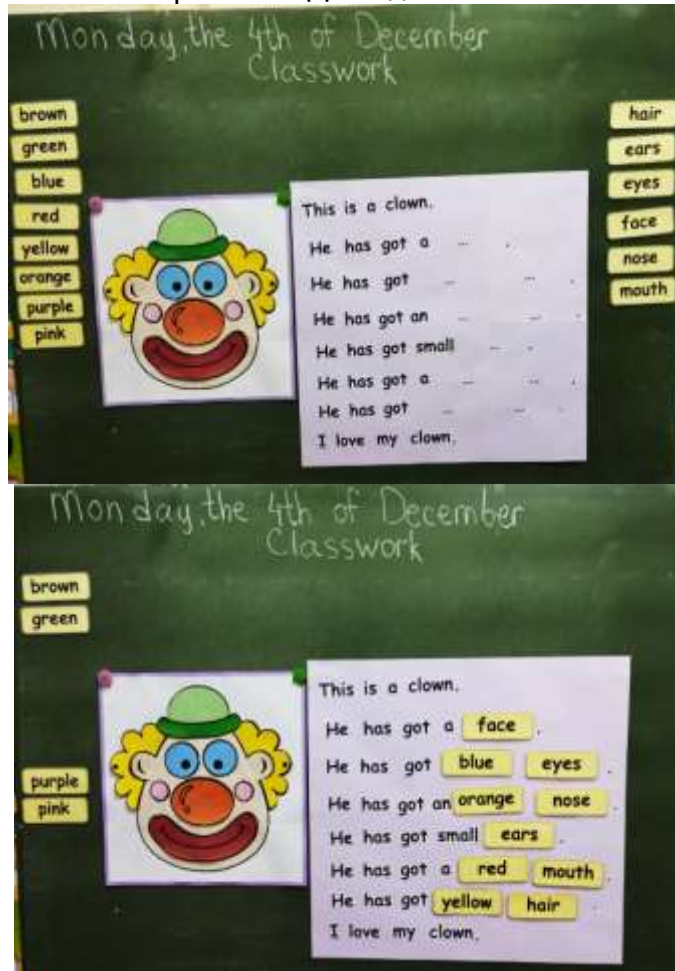 Monday, the 4th of December
Classwork
brown
green
blue
red
yellow
orange
purple
pink
This is a clown.
He has got a ... .
He has got ... ... .
He has got an ... ... .
He has got small ... .
He has got a ... ... .
He has got ... ... .
I love my clown.
hair
ears
eyes
face
nose
mouth
Monday, the 4th of December
Classwork
brown
green
purple
pink
This is a clown.
He has got a face .
He has got blue eyes .
He has got an orange nose .
He has got small ears .
He has got a red mouth .
He has got yellow hair .
I love my clown.